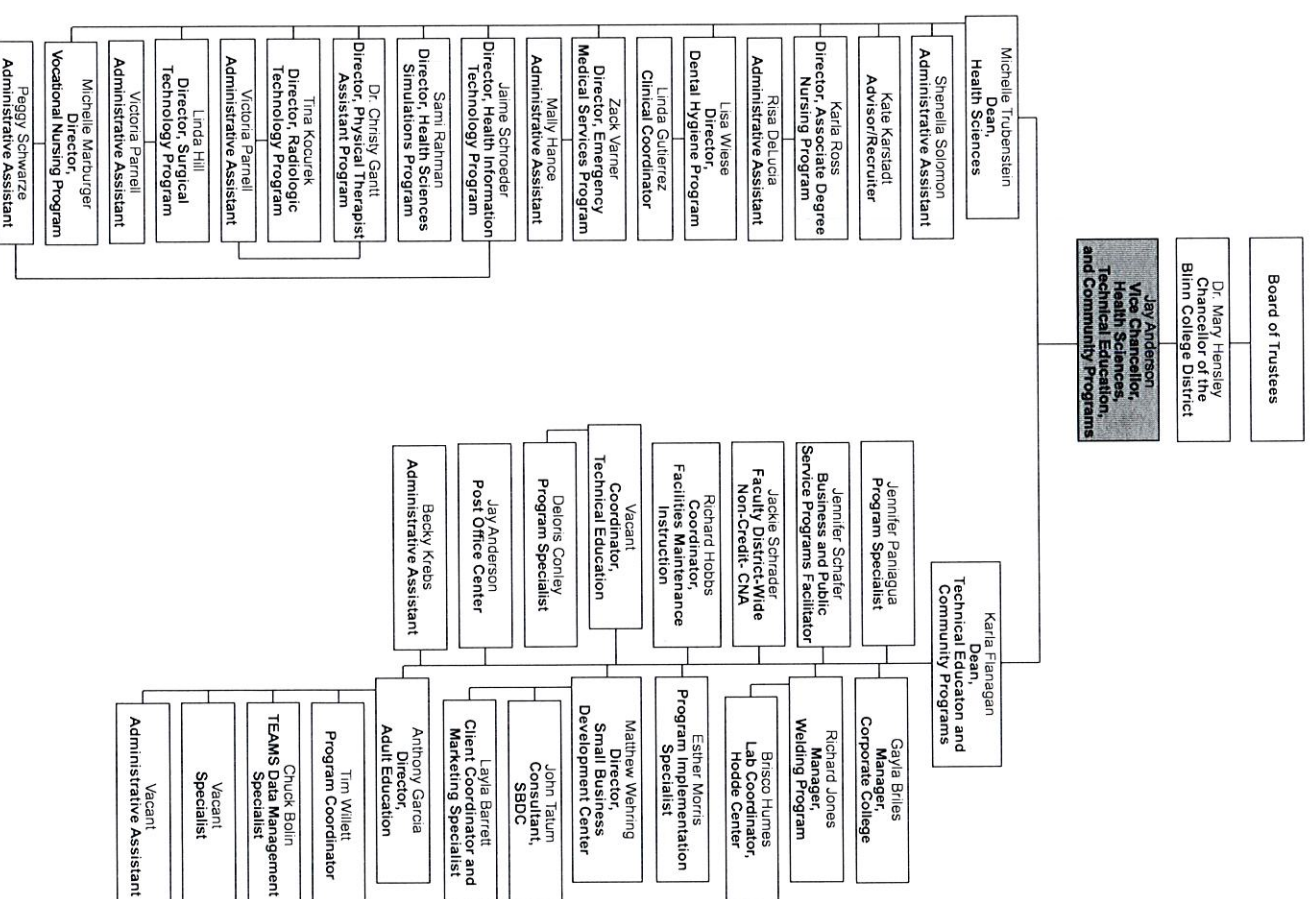 Board of Trustees
Dr. Mary Hensley
Chancellor of the
Blinn College District
Jay Anderson
Vice Chancellor,
Health Sciences,
Technical Education,
and Community Programs
Michelle Trubenstein
Dean,
Health Sciences
Shenella Solomon
Administrative Assistant
Kate Karstadt
Advisor/Recruiter
Karla Ross
Director, Associate Degree
Nursing Program
Risa DeLucia
Administrative Assistant
Lisa Wiese
Director,
Dental Hygiene Program
Linda Gutierrez
Clinical Coordinator
Zack Varner
Director, Emergency
Medical Services Program
Mally Hance
Administrative Assistant
Jaime Schroeder
Director, Health Information
Technology Program
Sami Rahman
Director, Health Sciences
Simulations Program
Dr. Christy Gantt
Director, Physical Therapist
Assistant Program
Tina Kocurek
Director, Radiologic
Technology Program
Victoria Parnell
Administrative Assistant
Linda Hill
Director, Surgical
Technology Program
Victoria Parnell
Administrative Assistant
Michelle Marburger
Director,
Vocational Nursing Program
Peggy Schwarze
Administrative Assistant
Karla Flanagan
Dean,
Technical Educaton and
Community Programs
Jennifer Paniagua
Program Specialist
Jennifer Schafer
Business and Public
Service Programs Facilitator
Jackie Schrader
Faculty District-Wide
Non-Credit- CNA
Richard Hobbs
Coordinator,
Facilities Maintenance
Instruction
Vacant
Coordinator,
Technical Education
Deloris Conley
Program Specialist
Jay Anderson
Post Office Center
Becky Krebs
Administrative Assistant
Gayla Briles
Manager,
Corporate College
Richard Jones
Manager,
Welding Program
Brisco Humes
Lab Coordinator,
Hodde Center
Esther Morris
Program Implementation
Specialist
Matthew Wehring
Director,
Small Business
Development Center
John Tatum
Consultant,
SBDC
Layla Barrett
Client Coordinator and
Marketing Specialist
Anthony Garcia
Director,
Adult Education
Tim Willett
Program Coordinator
Chuck Bolin
TEAMS Data Management
Specialist
Vacant
Specialist
Vacant
Administrative Assistant